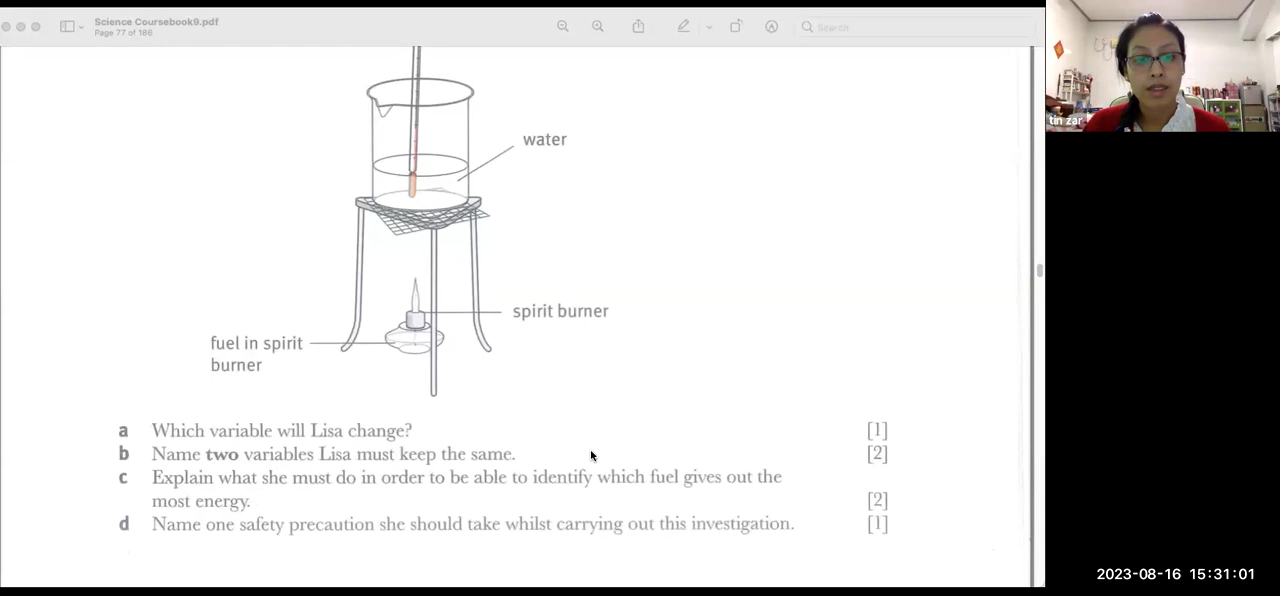 Science Coursebook9.pdf
Page 77 of 186
Search
tin zar
water
spirit burner
fuel in spirit
burner
a Which variable will Lisa change? [1]
b Name two variables Lisa must keep the same. [2]
c Explain what she must do in order to be able to identify which fuel gives out the
most energy. [2]
d Name one safety precaution she should take whilst carrying out this investigation. [1]
2023-08-16 15:31:01